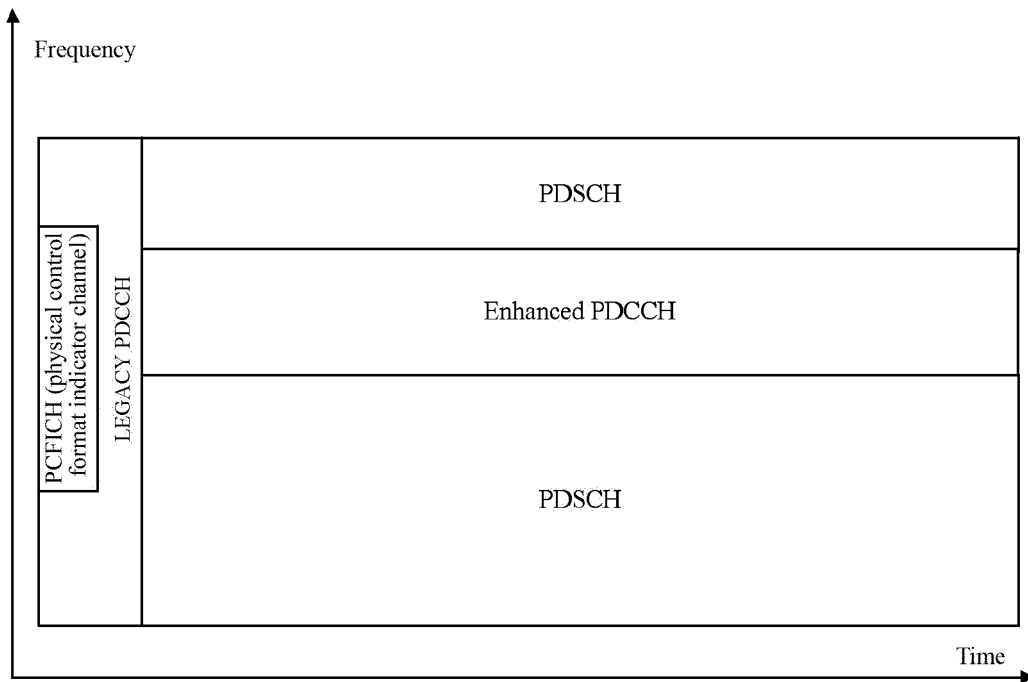 Frequency
PDSCH
PCFICH (physical control
format indicator channel)
LEGACY PDCCH
Enhanced PDCCH
PDSCH
Time